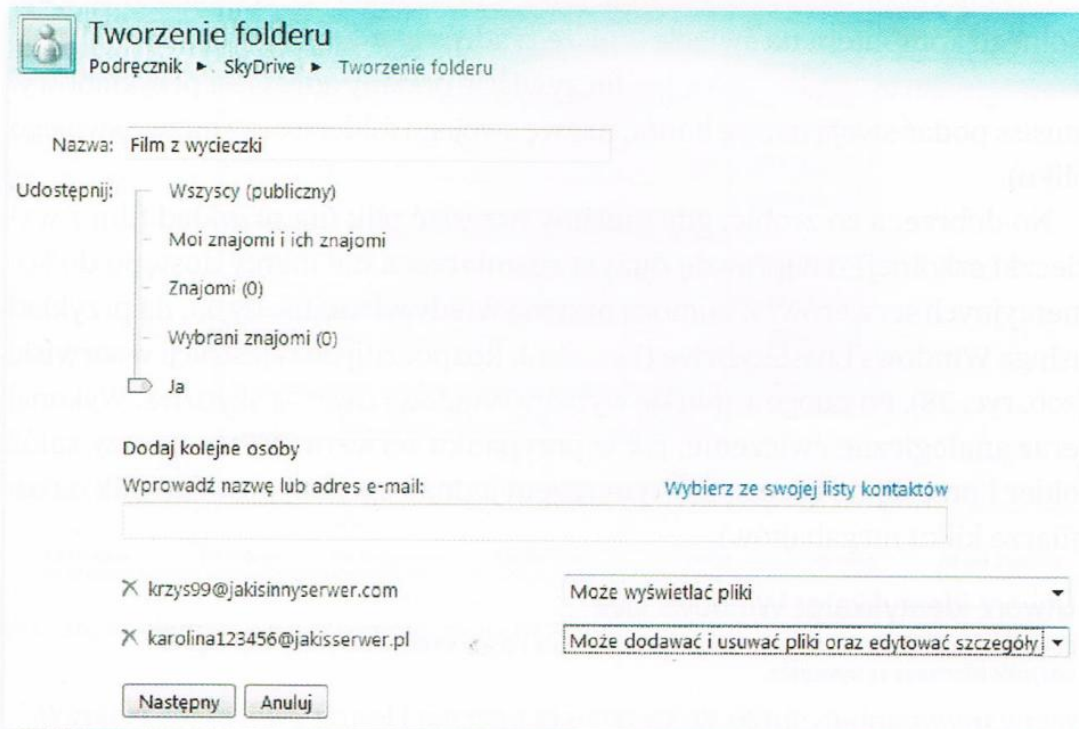 Tworzenie folderu
Podręcznik ► SkyDrive ► Tworzenie folderu
Nazwa: Film z wycieczki
Udostępnij:
Wszyscy (publiczny)
Moi znajomi i ich znajomi
Znajomi (0)
Wybrani znajomi (0)
Ja
Dodaj kolejne osoby
Wprowadź nazwę lub adres e-mail: Wybierz ze swojej listy kontaktów
krzys99@jakisinnyserwer.com Może wyświetlać pliki
karolina123456@jakisserwer.pl Może dodawać i usuwać pliki oraz edytować szczegóły
Następny Anuluj